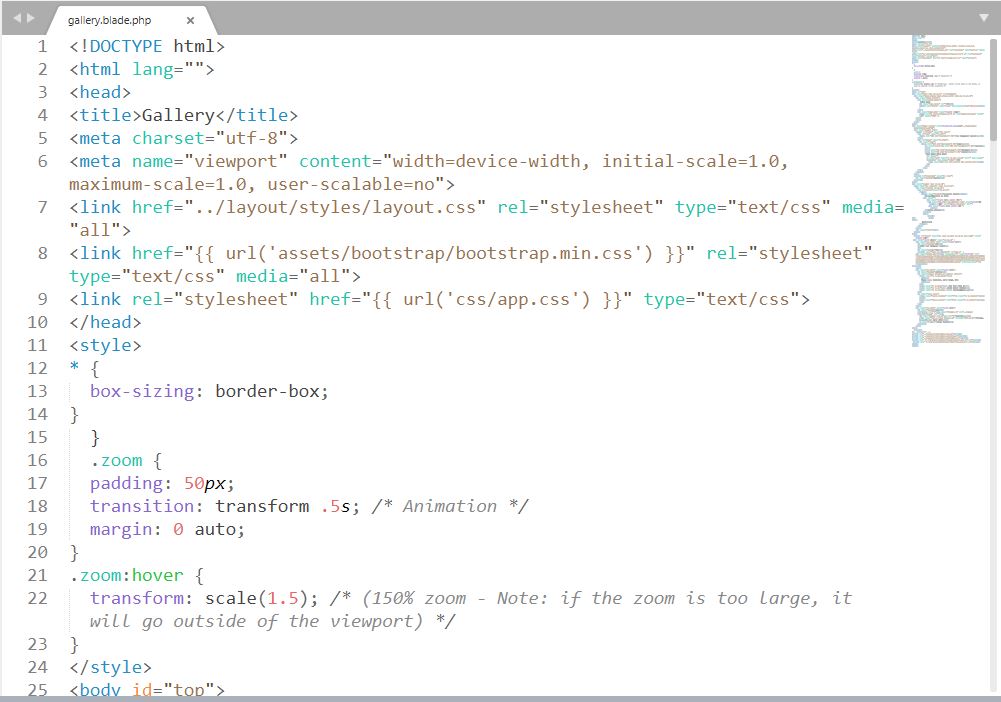 gallery.blade.php
1 <!DOCTYPE html>
2 <html lang="">
3 <head>
4 <title>Gallery</title>
5 <meta charset="utf-8">
6 <meta name="viewport" content="width=device-width, initial-scale=1.0,
maximum-scale=1.0, user-scalable=no">
7 <link href="../layout/styles/layout.css" rel="stylesheet" type="text/css" media=
"all">
8 <link href="{{ url('assets/bootstrap/bootstrap.min.css') }}"  rel="stylesheet"
type="text/css" media="all">
9 <link rel="stylesheet" href="{{ url('css/app.css') }}" type="text/css">
10 </head>
11 <style>
12 * {
13   box-sizing: border-box;
14 }
15   }
16   .zoom {
17   padding: 50px;
18   transition: transform .5s; /* Animation */
19   margin: 0 auto;
20 }
21 .zoom:hover {
22   transform: scale(1.5); /* (150% zoom - Note: if the zoom is too large, it
will go outside of the viewport) */
23 }
24 </style>
25 <body id="top">